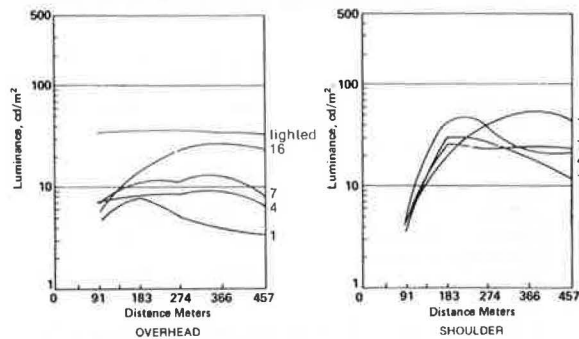 500
100
10
1
Luminance, cd/m²
lighted
16
7
4
1
0 91 183 274 366 457
Distance Meters
OVERHEAD
500
100
10
1
Luminance, cd/m²
0 91 183 274 366 457
Distance Meters
SHOULDER